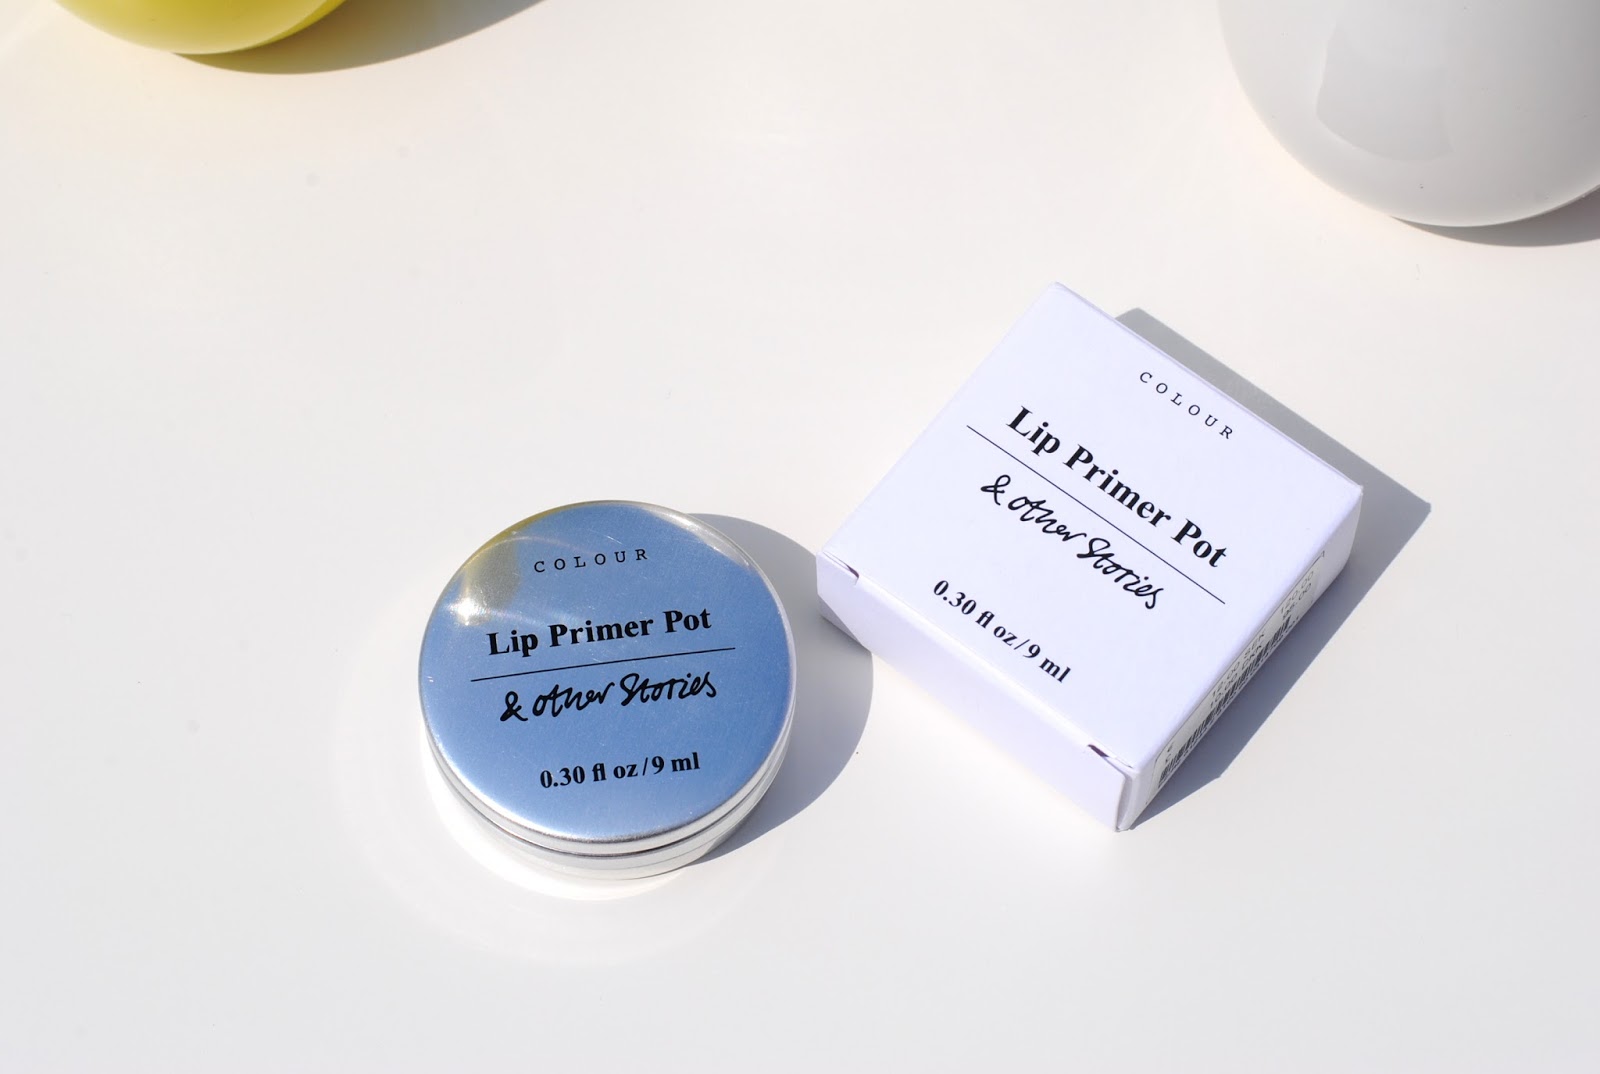 COLOUR
Lip Primer Pot
& other Stories
0.30 fl oz/9 ml
COLOUR
Lip Primer Pot
& other Stories
0.30 fl oz/9 ml